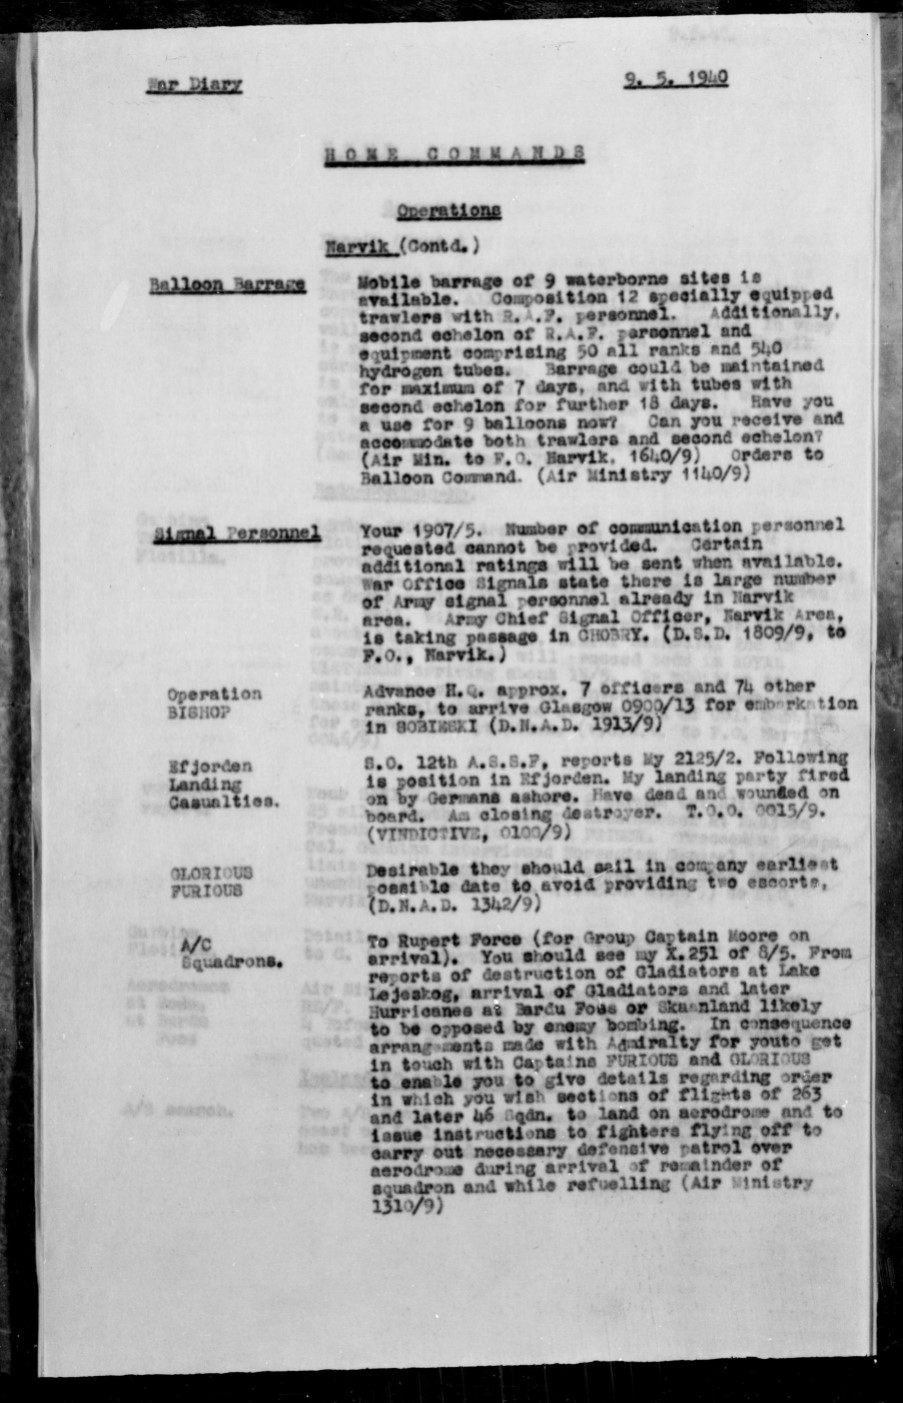 War Diary
9. 5. 1940
HOME COMMANDS
Operations
Narvik (Contd.)
Balloon Barrage
Mobile barrage of 9 waterborne sites is
available. Composition 12 specially equipped
trawlers with R.A.F. personnel. Additionally,
second echelon of R.A.F. personnel and
equipment comprising 50 all ranks and 540
hydrogen tubes. Barrage could be maintained
for maximum of 7 days, and with tubes with
second echelon for further 18 days. Have you
a use for 9 balloons now? Can you receive and
accommodate both trawlers and second echelon?
(Air Min. to F.O. Narvik, 1640/9) Orders to
Balloon Command. (Air Ministry 1140/9)
Signal Personnel
Your 1907/5. Number of communication personnel
requested cannot be provided. Certain
additional ratings will be sent when available.
War Office Signals state there is large number
of Army signal personnel already in Narvik
area. Army Chief Signal Officer, Narvik Area,
is taking passage in CHOBRY. (D.S.D. 1809/9, to
F.O., Narvik.)
Operation
BISHOP
Advance H.Q. approx. 7 officers and 74 other
ranks, to arrive Glasgow 0900/13 for embarkation
in SOBIESKI (D.N.A.D. 1913/9)
Efjorden
Landing
Casualties.
S.O. 12th A.S.S.F, reports My 2125/2. Following
is position in Efjorden. My landing party fired
on by Germans ashore. Have dead and wounded on
board. Am closing destroyer. T.O.O. 0015/9.
(VINDICTIVE, 0100/9)
GLORIOUS
FURIOUS
Desirable they should sail in company earliest
possible date to avoid providing two escorts,
(D.N.A.D. 1342/9)
A/C
Squadrons.
To Rupert Force (for Group Captain Moore on
arrival). You should see my X.251 of 8/5. From
reports of destruction of Gladiators at Lake
Lejeskog, arrival of Gladiators and later
Hurricanes at Bardu Foss or Skaanland likely
to be opposed by enemy bombing. In consequence
arrangements made with Admiralty for youto get
in touch with Captains FURIOUS and GLORIOUS
to enable you to give details regarding order
in which you wish sections of flights of 263
and later 46 Sqdn. to land on aerodrome and to
issue instructions to fighters flying off to
carry out necessary defensive patrol over
aerodrome during arrival of remainder of
squadron and while refuelling (Air Ministry
1310/9)